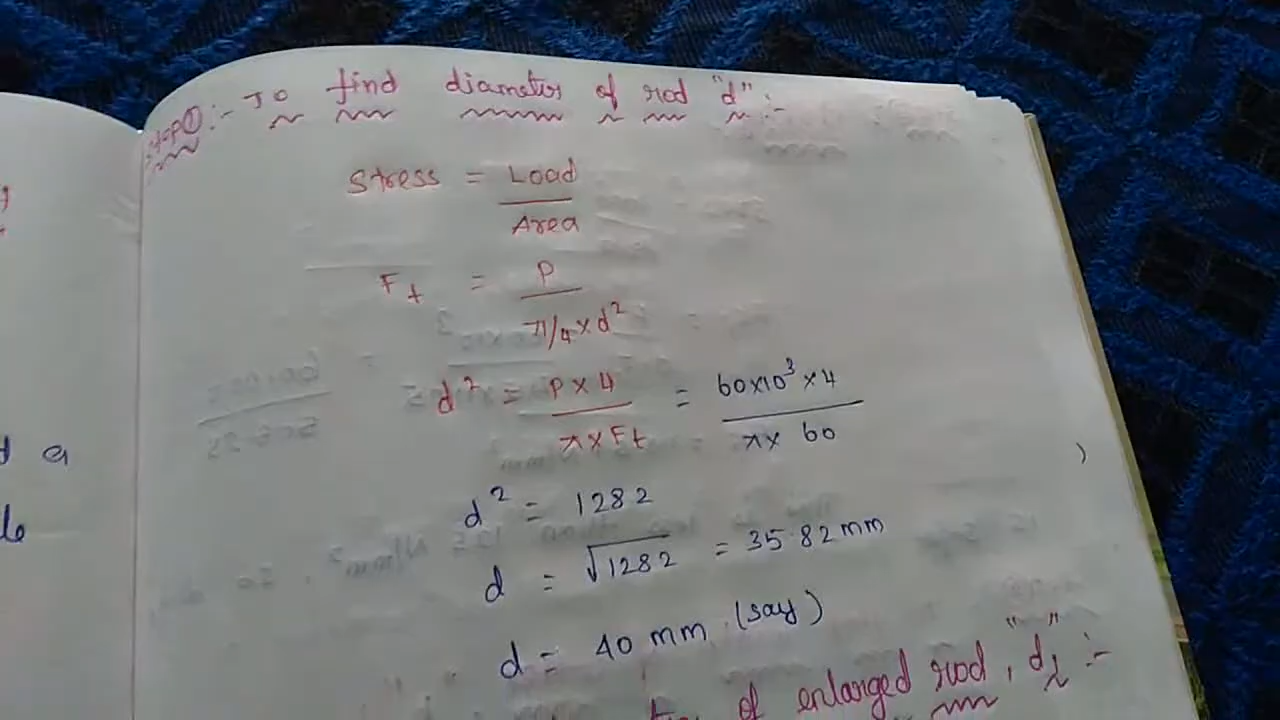 step①:- To find diameter of rod "d":-
Stress = Load / Area
Ft = P / π/4 × d²
d² = P × 4 / π × Ft = 60×10³ × 4 / π × 60
d² = 1282
d = √1282 = 35.82 mm
d = 40 mm (say)
of enlarged rod, "d₁" :-
d a